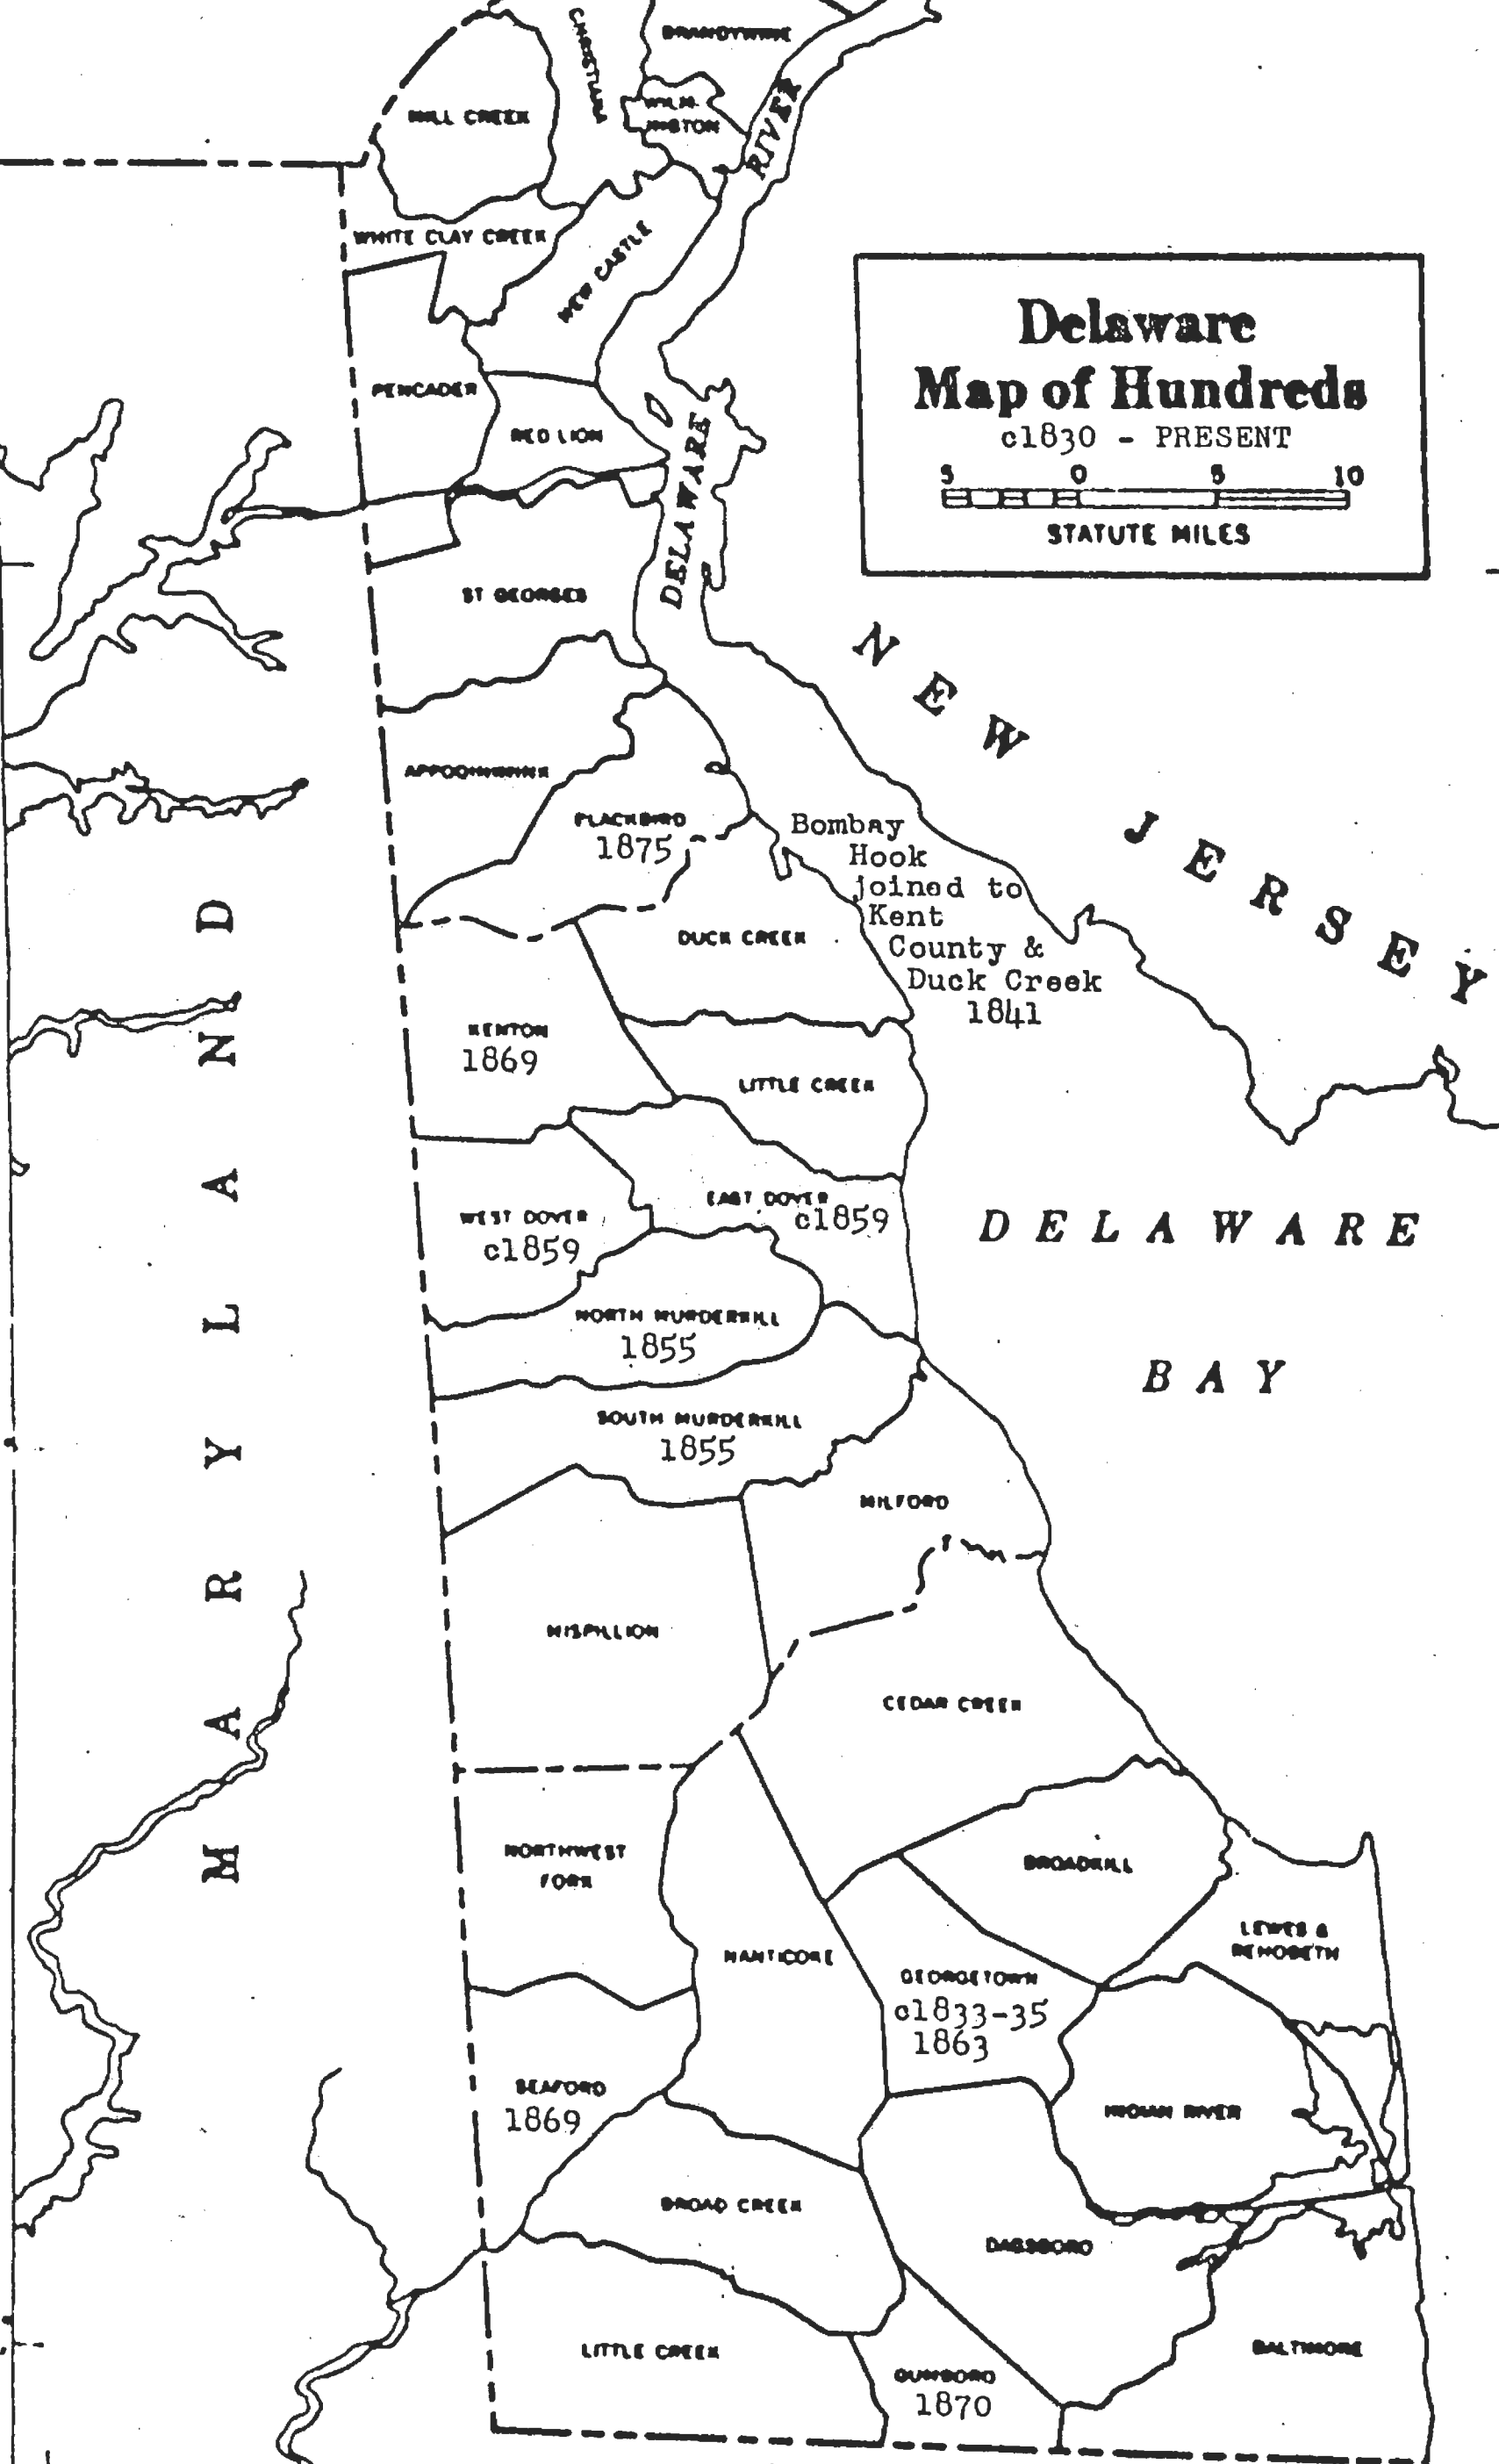 BRANDYWINE
CHRISTIANA
MILL CREEK
WILM-
INGTON
RIVER
WHITE CLAY CREEK
NEW CASTLE
Delaware
Map of Hundreds
c1830 - PRESENT
5 0 5 10
STATUTE MILES
PENCADER
RED LION
DELAWARE
ST GEORGES
NEW JERSEY
APPOQUINIMINK
BLACKBIRD
1875
Bombay
Hook
joined to
Kent
County &
Duck Creek
1841
DUCK CREEK
MARYLAND
KENTON
1869
LITTLE CREEK
EAST DOVER
c1859
WEST DOVER
c1859
DELAWARE
BAY
NORTH MURDERKILL
1855
SOUTH MURDERKILL
1855
MILFORD
MISPILLION
CEDAR CREEK
NORTHWEST
FORK
BROADKILL
LEWES &
REHOBETH
NANTICOKE
GEORGETOWN
c1833-35
1863
SEAFORD
1869
INDIAN RIVER
BROAD CREEK
DAGSBORO
LITTLE CREEK
GUMBORO
1870
BALTIMORE